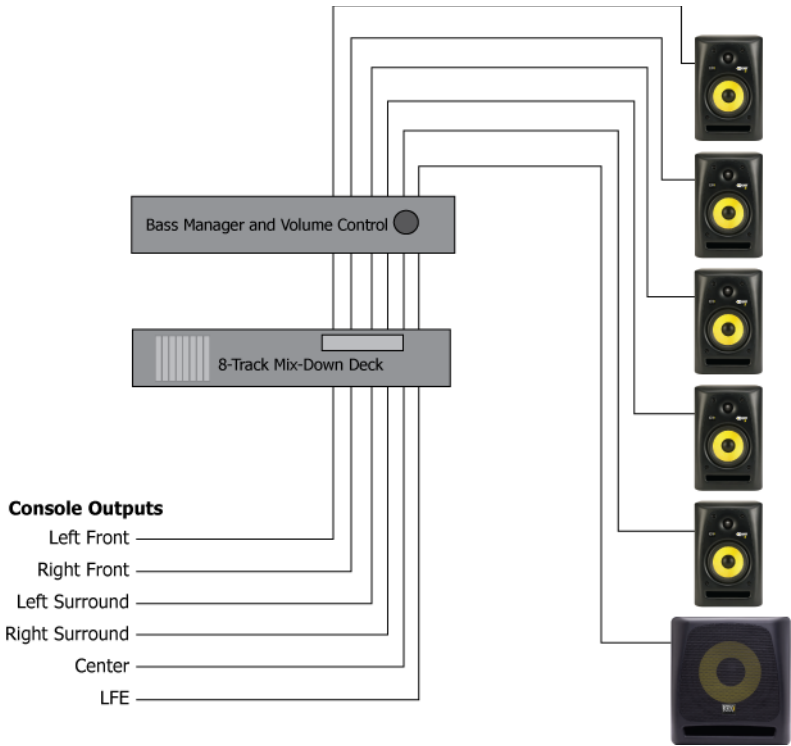 Bass Manager and Volume Control
8-Track Mix-Down Deck
Console Outputs
Left Front
Right Front
Left Surround
Right Surround
Center
LFE